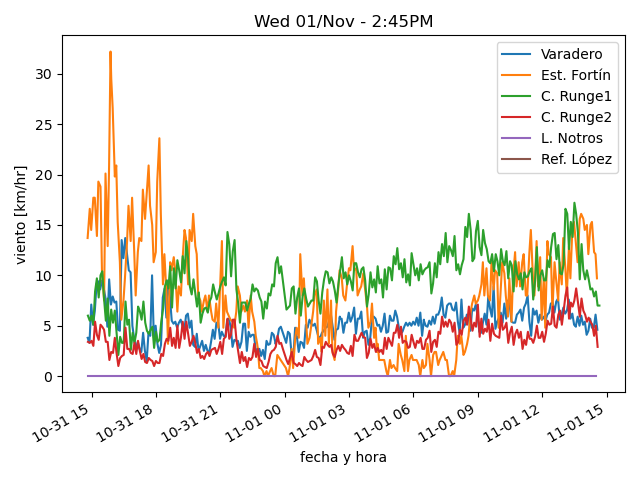 Wed 01/Nov - 2:45PM
Varadero
Est. Fortín
C. Runge1
C. Runge2
L. Notros
Ref. López
viento [km/hr]
30
25
20
15
10
5
0
10-31 15
10-31 18
10-31 21
11-01 00
11-01 03
11-01 06
11-01 09
11-01 12
11-01 15
fecha y hora